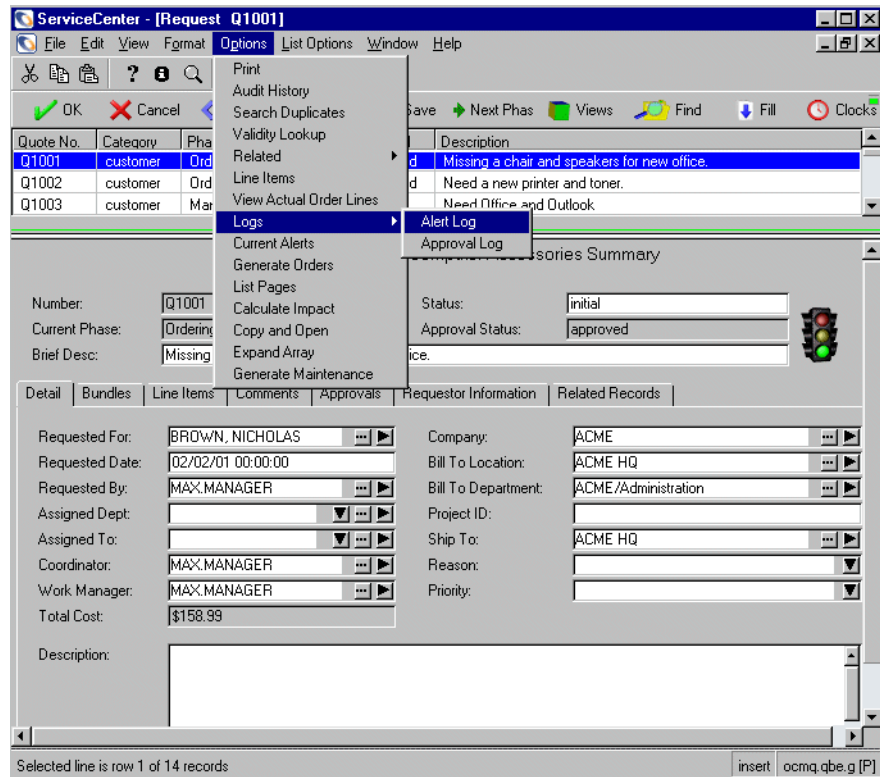 ServiceCenter - [Request Q1001]
File Edit View Format Options List Options Window Help
OK Cancel Save Next Phas Views Find Fill Clocks
Print
Audit History
Search Duplicates
Validity Lookup
Related
Line Items
View Actual Order Lines
Logs
Current Alerts
Generate Orders
List Pages
Calculate Impact
Copy and Open
Expand Array
Generate Maintenance
Alert Log
Approval Log
Quote No. Category Pha Description
Q1001 customer Ord d Missing a chair and speakers for new office.
Q1002 customer Ord d Need a new printer and toner.
Q1003 customer Mar Need Office and Outlook
ssories Summary
Number: Q1001 Status: initial
Current Phase: Ordering Approval Status: approved
Brief Desc: Missing ice.
Detail Bundles Line Items Comments Approvals Requestor Information Related Records
Requested For: BROWN, NICHOLAS Company: ACME
Requested Date: 02/02/01 00:00:00 Bill To Location: ACME HQ
Requested By: MAX.MANAGER Bill To Department: ACME/Administration
Assigned Dept: Project ID:
Assigned To: Ship To: ACME HQ
Coordinator: MAX.MANAGER Reason:
Work Manager: MAX.MANAGER Priority:
Total Cost: $158.99
Description:
Selected line is row 1 of 14 records insert ocmq.qbe.g [P]